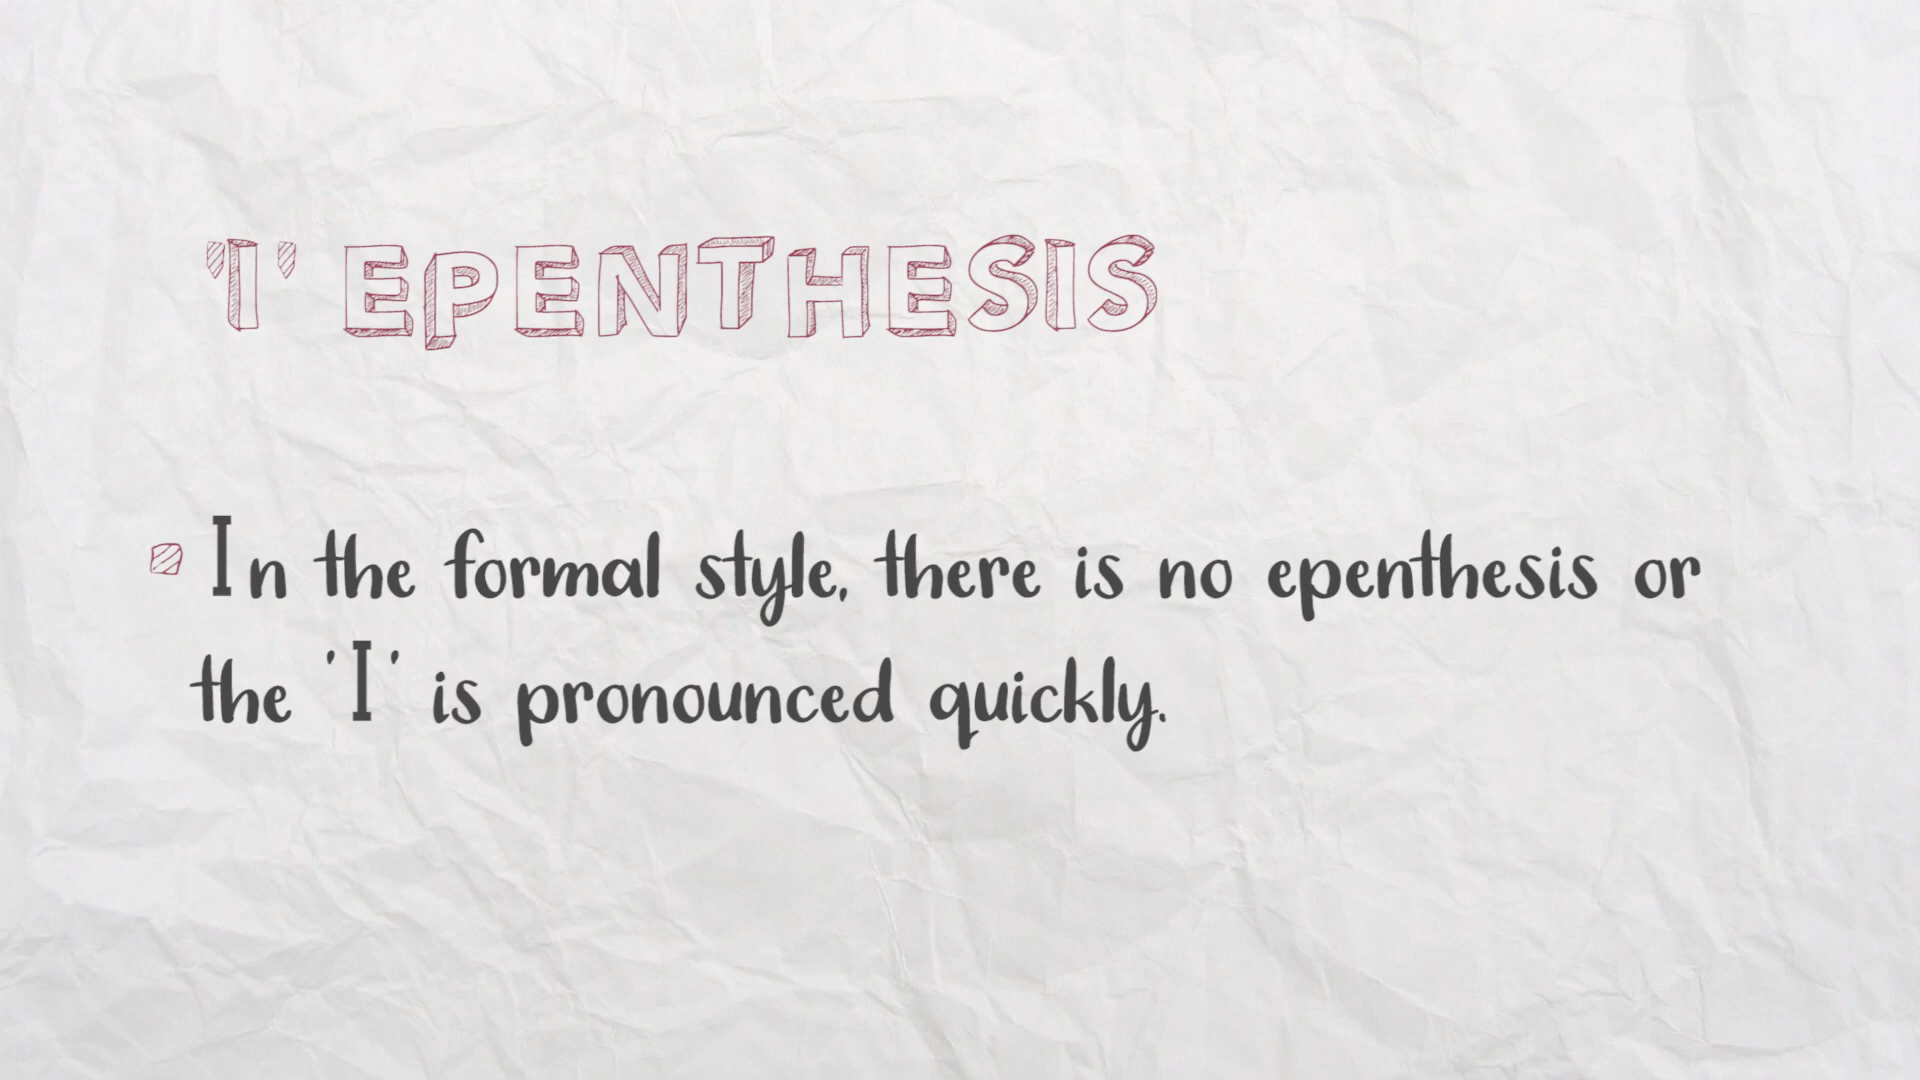 'I' EPENTHESIS
In the formal style, there is no epenthesis or
the 'I' is pronounced quickly.